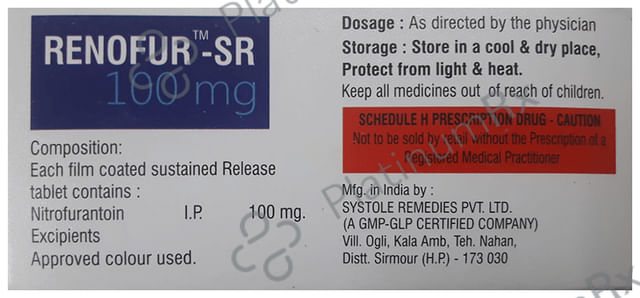 RENOFUR™-SR
100 mg
Composition:
Each film coated sustained Release
tablet contains :
Nitrofurantoin I.P. 100 mg.
Excipients
Approved colour used.
Dosage : As directed by the physician
Storage : Store in a cool & dry place,
Protect from light & heat.
Keep all medicines out of reach of children.
SCHEDULE H PRESCRIPTION DRUG - CAUTION
Not to be sold by retail without the Prescription of a
Registered Medical Practitioner
Mfg. in India by :
SYSTOLE REMEDIES PVT. LTD.
(A GMP-GLP CERTIFIED COMPANY)
Vill. Ogli, Kala Amb, Teh. Nahan,
Distt. Sirmour (H.P.) - 173 030
PlatinumRx